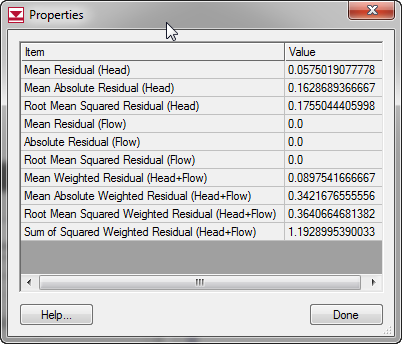 Properties
Item Value
Mean Residual (Head) 0.0575019077778
Mean Absolute Residual (Head) 0.1628689366667
Root Mean Squared Residual (Head) 0.1755044405998
Mean Residual (Flow) 0.0
Absolute Residual (Flow) 0.0
Root Mean Squared Residual (Flow) 0.0
Mean Weighted Residual (Head+Flow) 0.0897541666667
Mean Absolute Weighted Residual (Head+Flow) 0.3421676555556
Root Mean Squared Weighted Residual (Head+Flow) 0.3640664681382
Sum of Squared Weighted Residual (Head+Flow) 1.1928995390033
Help... Done